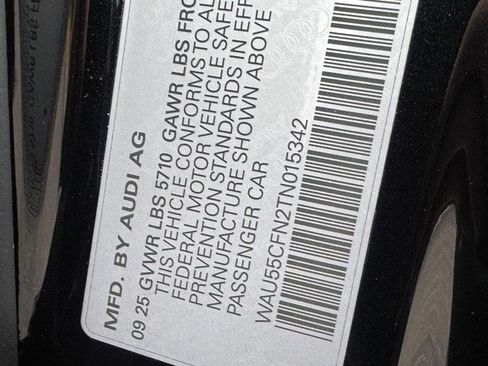 MFD. BY AUDI AG
09 25 GVWR LBS 5710 GAWR LBS FRO
THIS VEHICLE CONFORMS TO AL
FEDERAL MOTOR VEHICLE SAFE
PREVENTION STANDARDS IN EFF
MANUFACTURE SHOWN ABOVE
PASSENGER CAR
WAU55CFN2TN015342